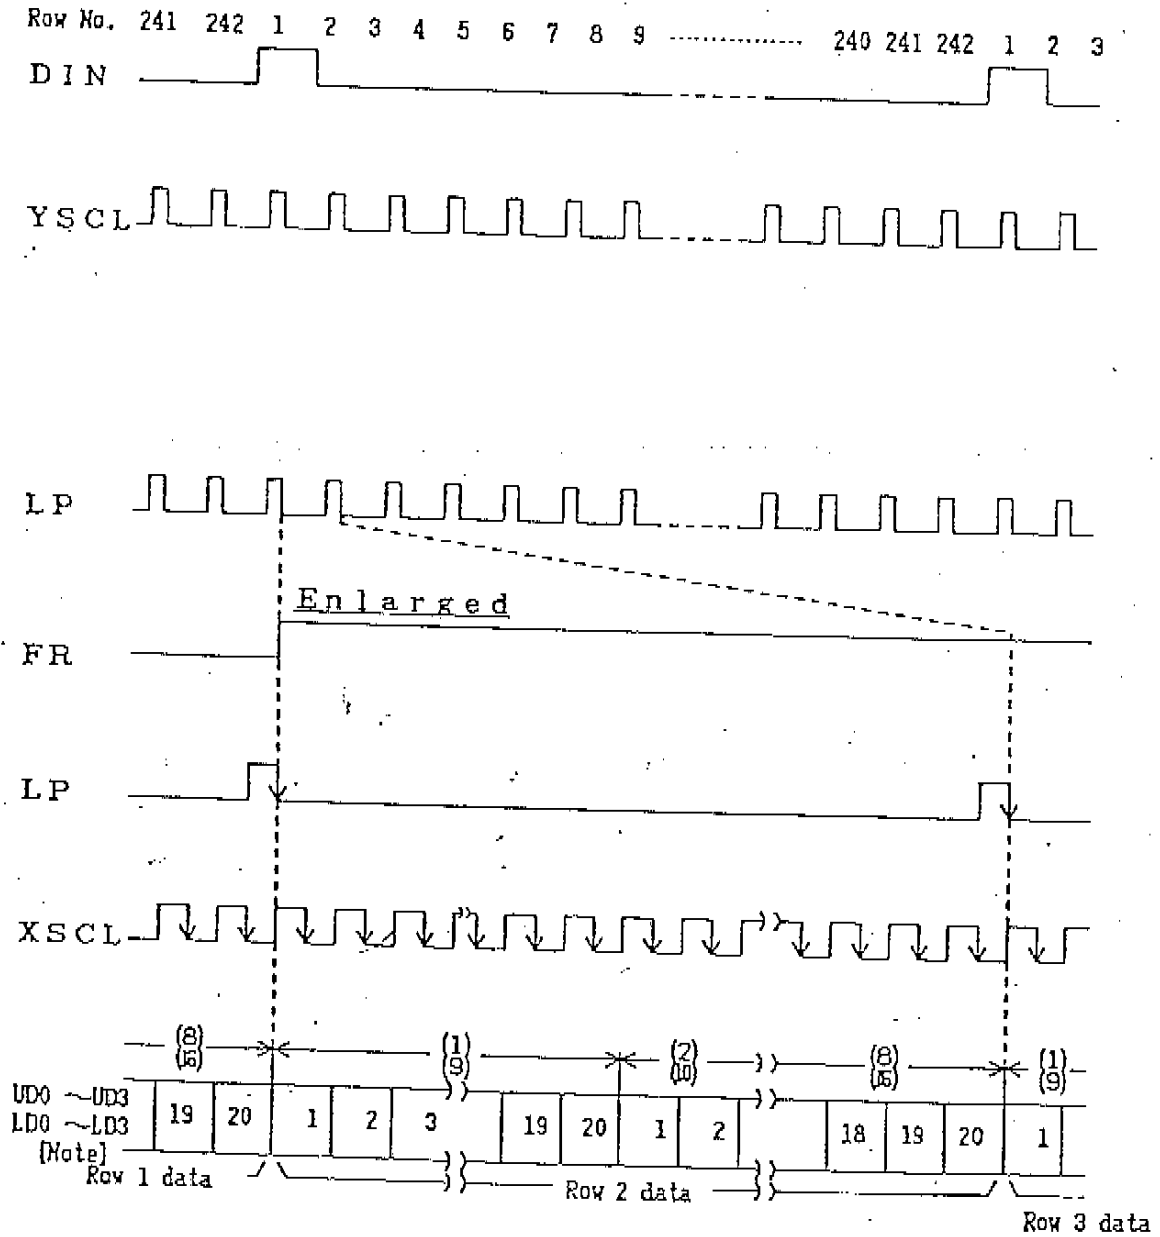 Row No. 241 242 1 2 3 4 5 6 7 8 9 .............. 240 241 242 1 2 3
DIN
YSCL
LP
Enlarged
FR
LP
XSCL
(8) (1) (2) (8) (1)
(16) (9) (10) (16) (9)
UD0 ~UD3
LD0 ~LD3 19 20 1 2 3 19 20 1 2 18 19 20 1
[Note]
Row 1 data Row 2 data
Row 3 data